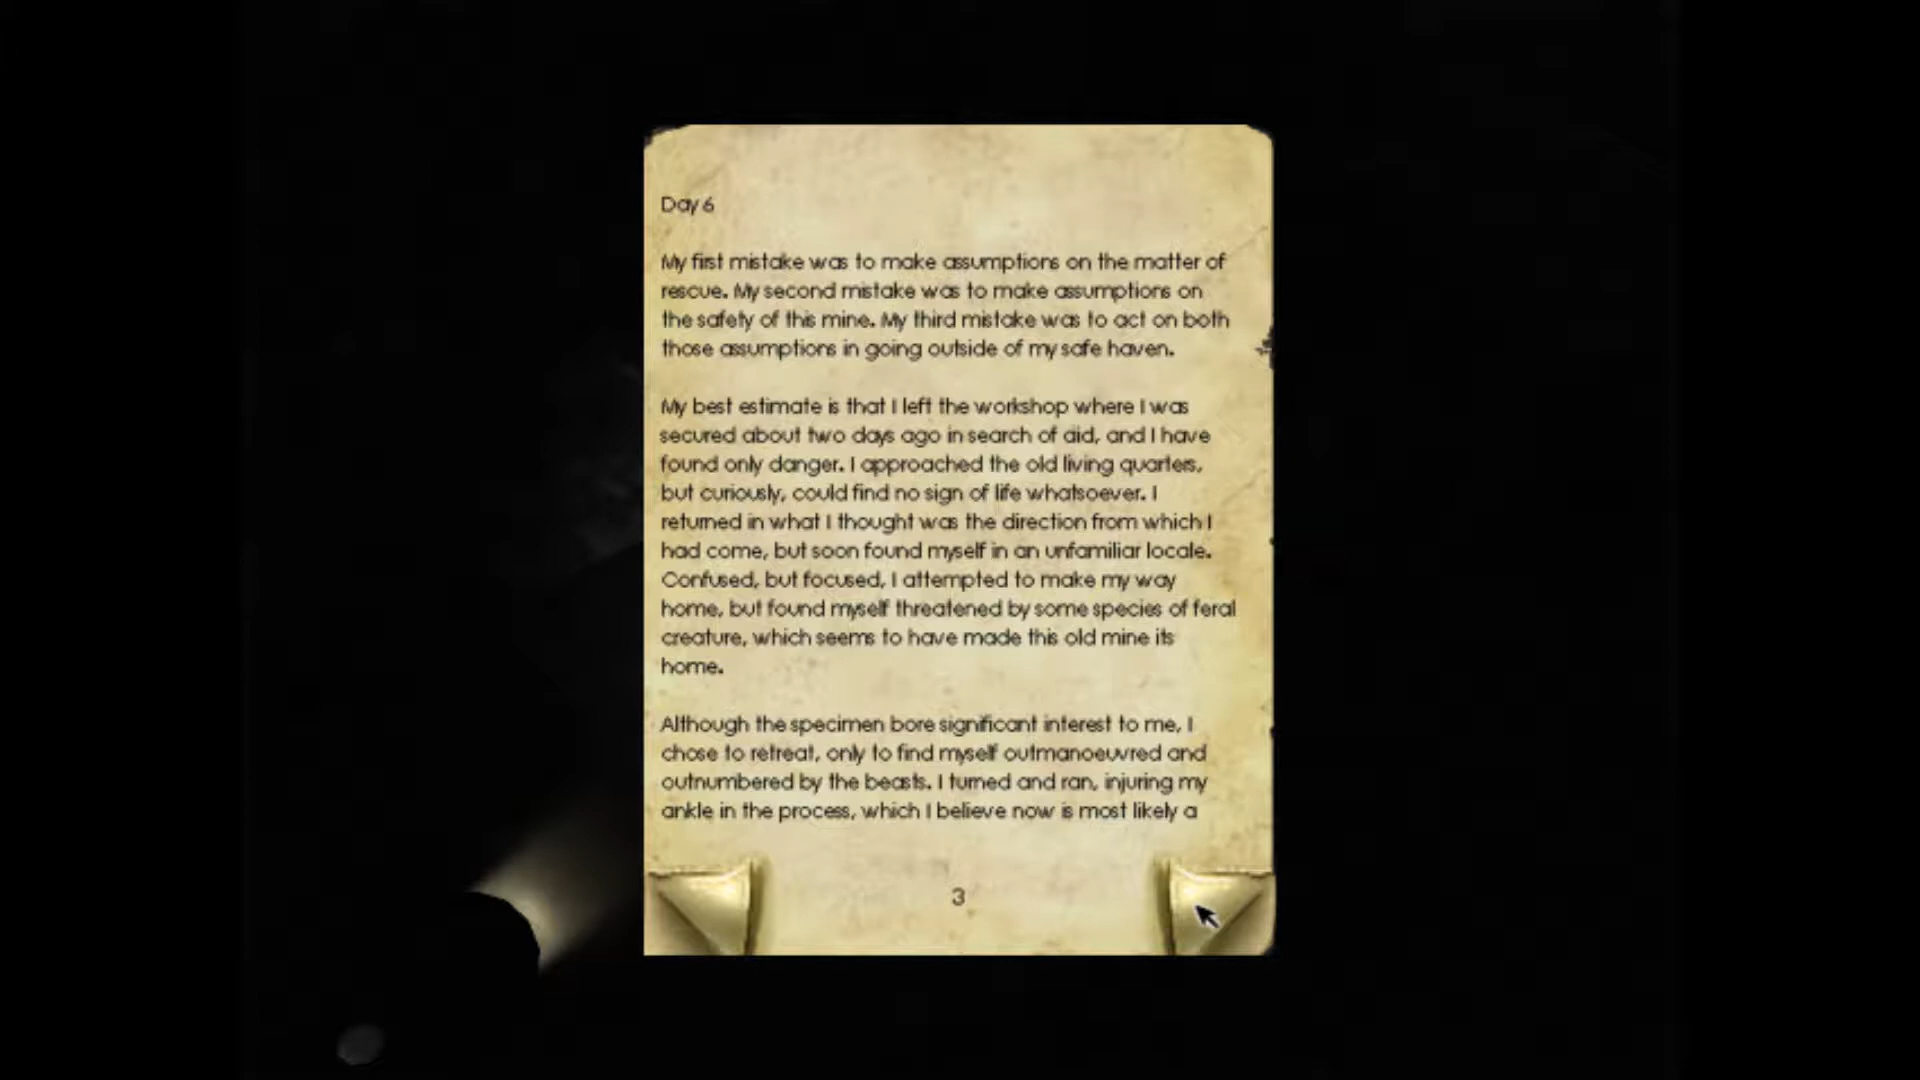 Day 6
My first mistake was to make assumptions on the matter of
rescue. My second mistake was to make assumptions on
the safety of this mine. My third mistake was to act on both
those assumptions in going outside of my safe haven.
My best estimate is that I left the workshop where I was
secured about two days ago in search of aid, and I have
found only danger. I approached the old living quarters,
but curiously, could find no sign of life whatsoever. I
returned in what I thought was the direction from which I
had come, but soon found myself in an unfamiliar locale.
Confused, but focused, I attempted to make my way
home, but found myself threatened by some species of feral
creature, which seems to have made this old mine its
home.
Although the specimen bore significant interest to me, I
chose to retreat, only to find myself outmanoeuvred and
outnumbered by the beasts. I turned and ran, injuring my
ankle in the process, which I believe now is most likely a
3